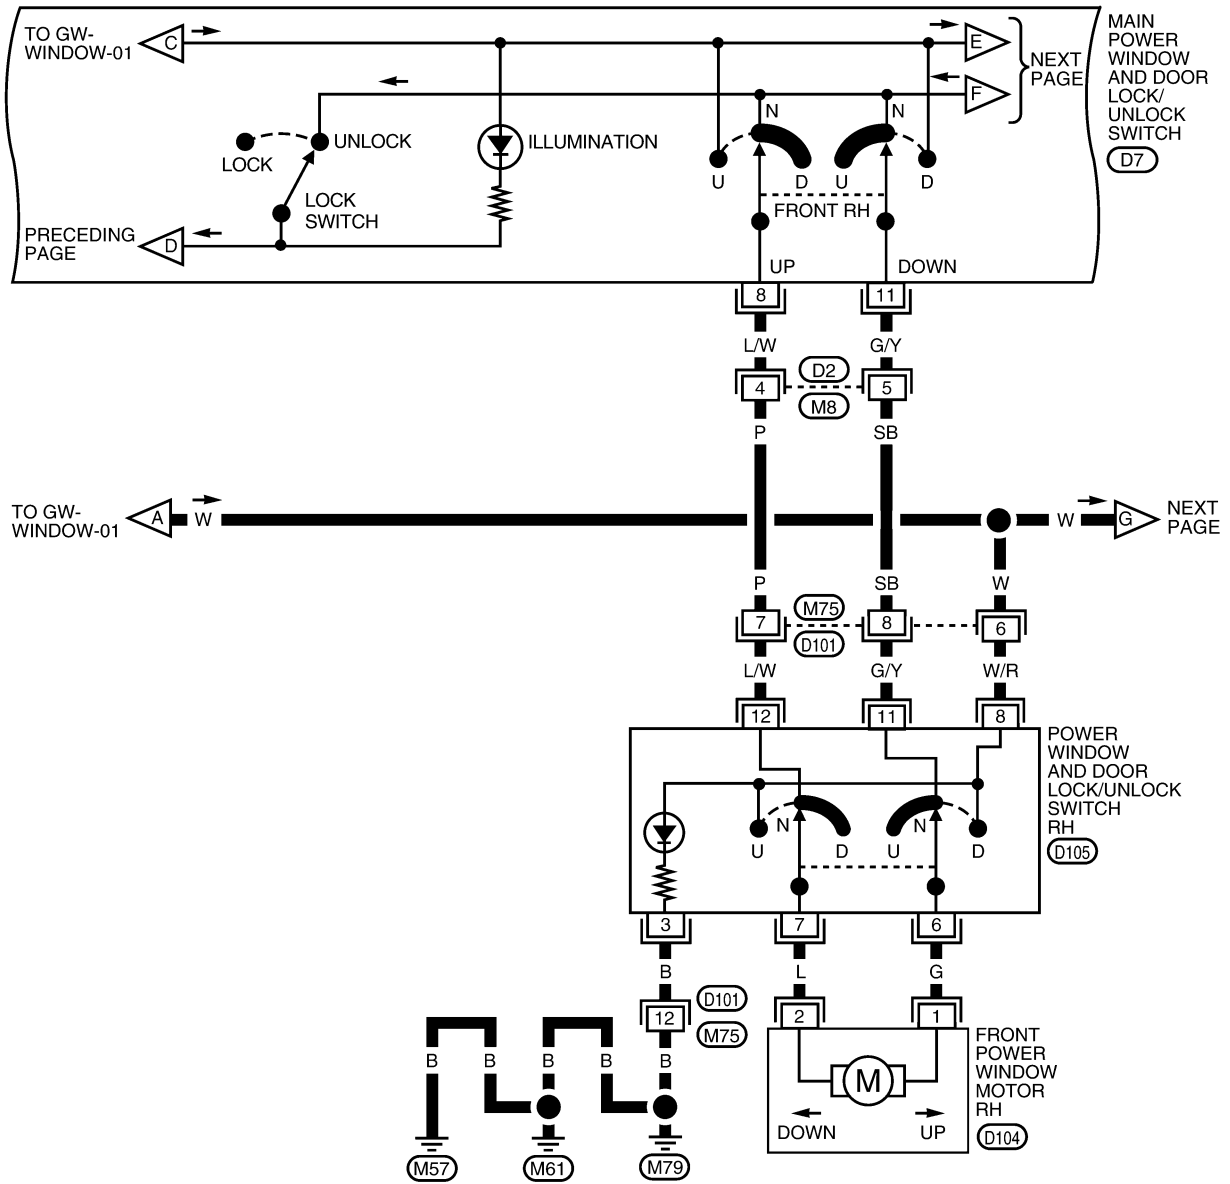 TO GW-
WINDOW-01
C
E
F
NEXT
PAGE
MAIN
POWER
WINDOW
AND DOOR
LOCK/
UNLOCK
SWITCH
D7
LOCK
UNLOCK
ILLUMINATION
LOCK
SWITCH
N
N
U
D
U
D
FRONT RH
PRECEDING
PAGE
D
UP
DOWN
8
11
L/W
G/Y
D2
4
5
M8
P
SB
TO GW-
WINDOW-01
A
W
W
G
NEXT
PAGE
P
SB
W
M75
7
8
6
D101
L/W
G/Y
W/R
12
11
8
POWER
WINDOW
AND DOOR
LOCK/UNLOCK
SWITCH
RH
D105
N
N
U
D
U
D
3
7
6
B
L
G
D101
12
2
1
M75
B
B
B
B
B
FRONT
POWER
WINDOW
MOTOR
RH
D104
M
DOWN
UP
M57
M61
M79